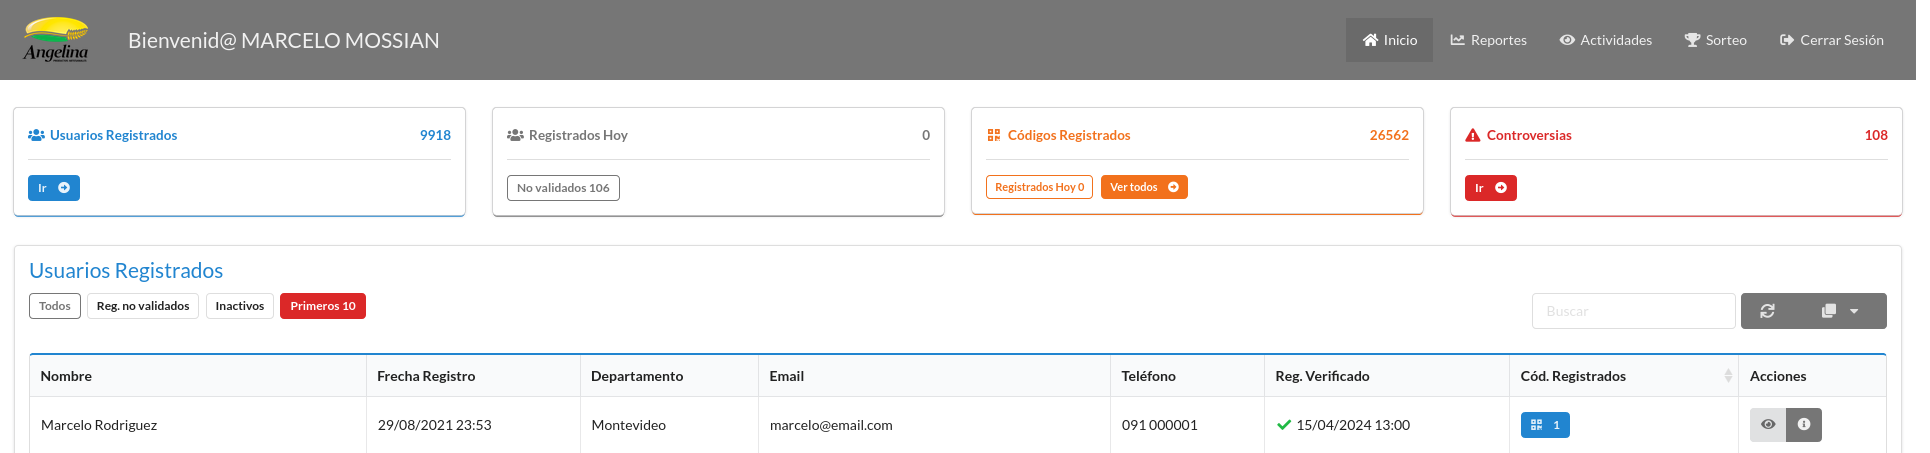 Angelina
Bienvenid@ MARCELO MOSSIAN
Inicio Reportes Actividades Sorteo Cerrar Sesión
Usuarios Registrados 9918
Ir
Registrados Hoy 0
No validados 106
Códigos Registrados 26562
Registrados Hoy 0 Ver todos
Controversias 108
Ir
Usuarios Registrados
Todos Reg. no validados Inactivos Primeros 10
Buscar
Nombre Frecha Registro Departamento Email Teléfono Reg. Verificado Cód. Registrados Acciones
Marcelo Rodriguez 29/08/2021 23:53 Montevideo marcelo@email.com 091 000001 15/04/2024 13:00 1